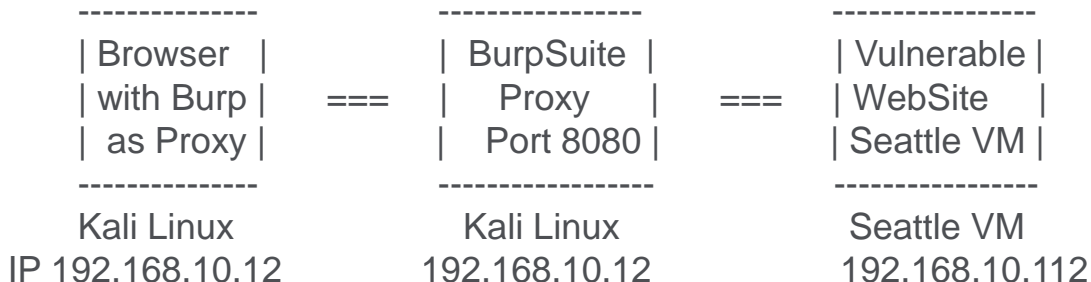 ---------------          -----------------          -----------------
| Browser   |          |  BurpSuite  |          | Vulnerable |
| with Burp |   ===   |     Proxy      |   ===   | WebSite     |
|  as Proxy |          |    Port 8080 |          | Seattle VM |
---------------          ------------------          -----------------
Kali Linux          Kali Linux          Seattle VM
IP 192.168.10.12          192.168.10.12          192.168.10.112